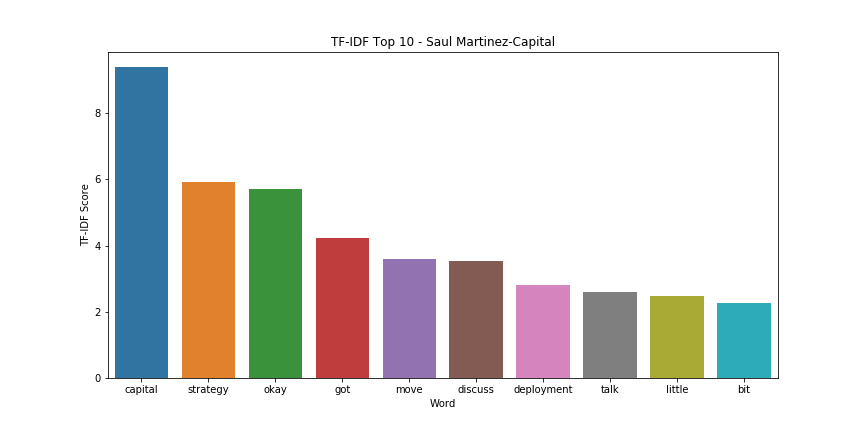 TF-IDF Top 10 - Saul Martinez-Capital
TF-IDF Score
8
6
4
2
0
capital strategy okay got move discuss deployment talk little bit
Word